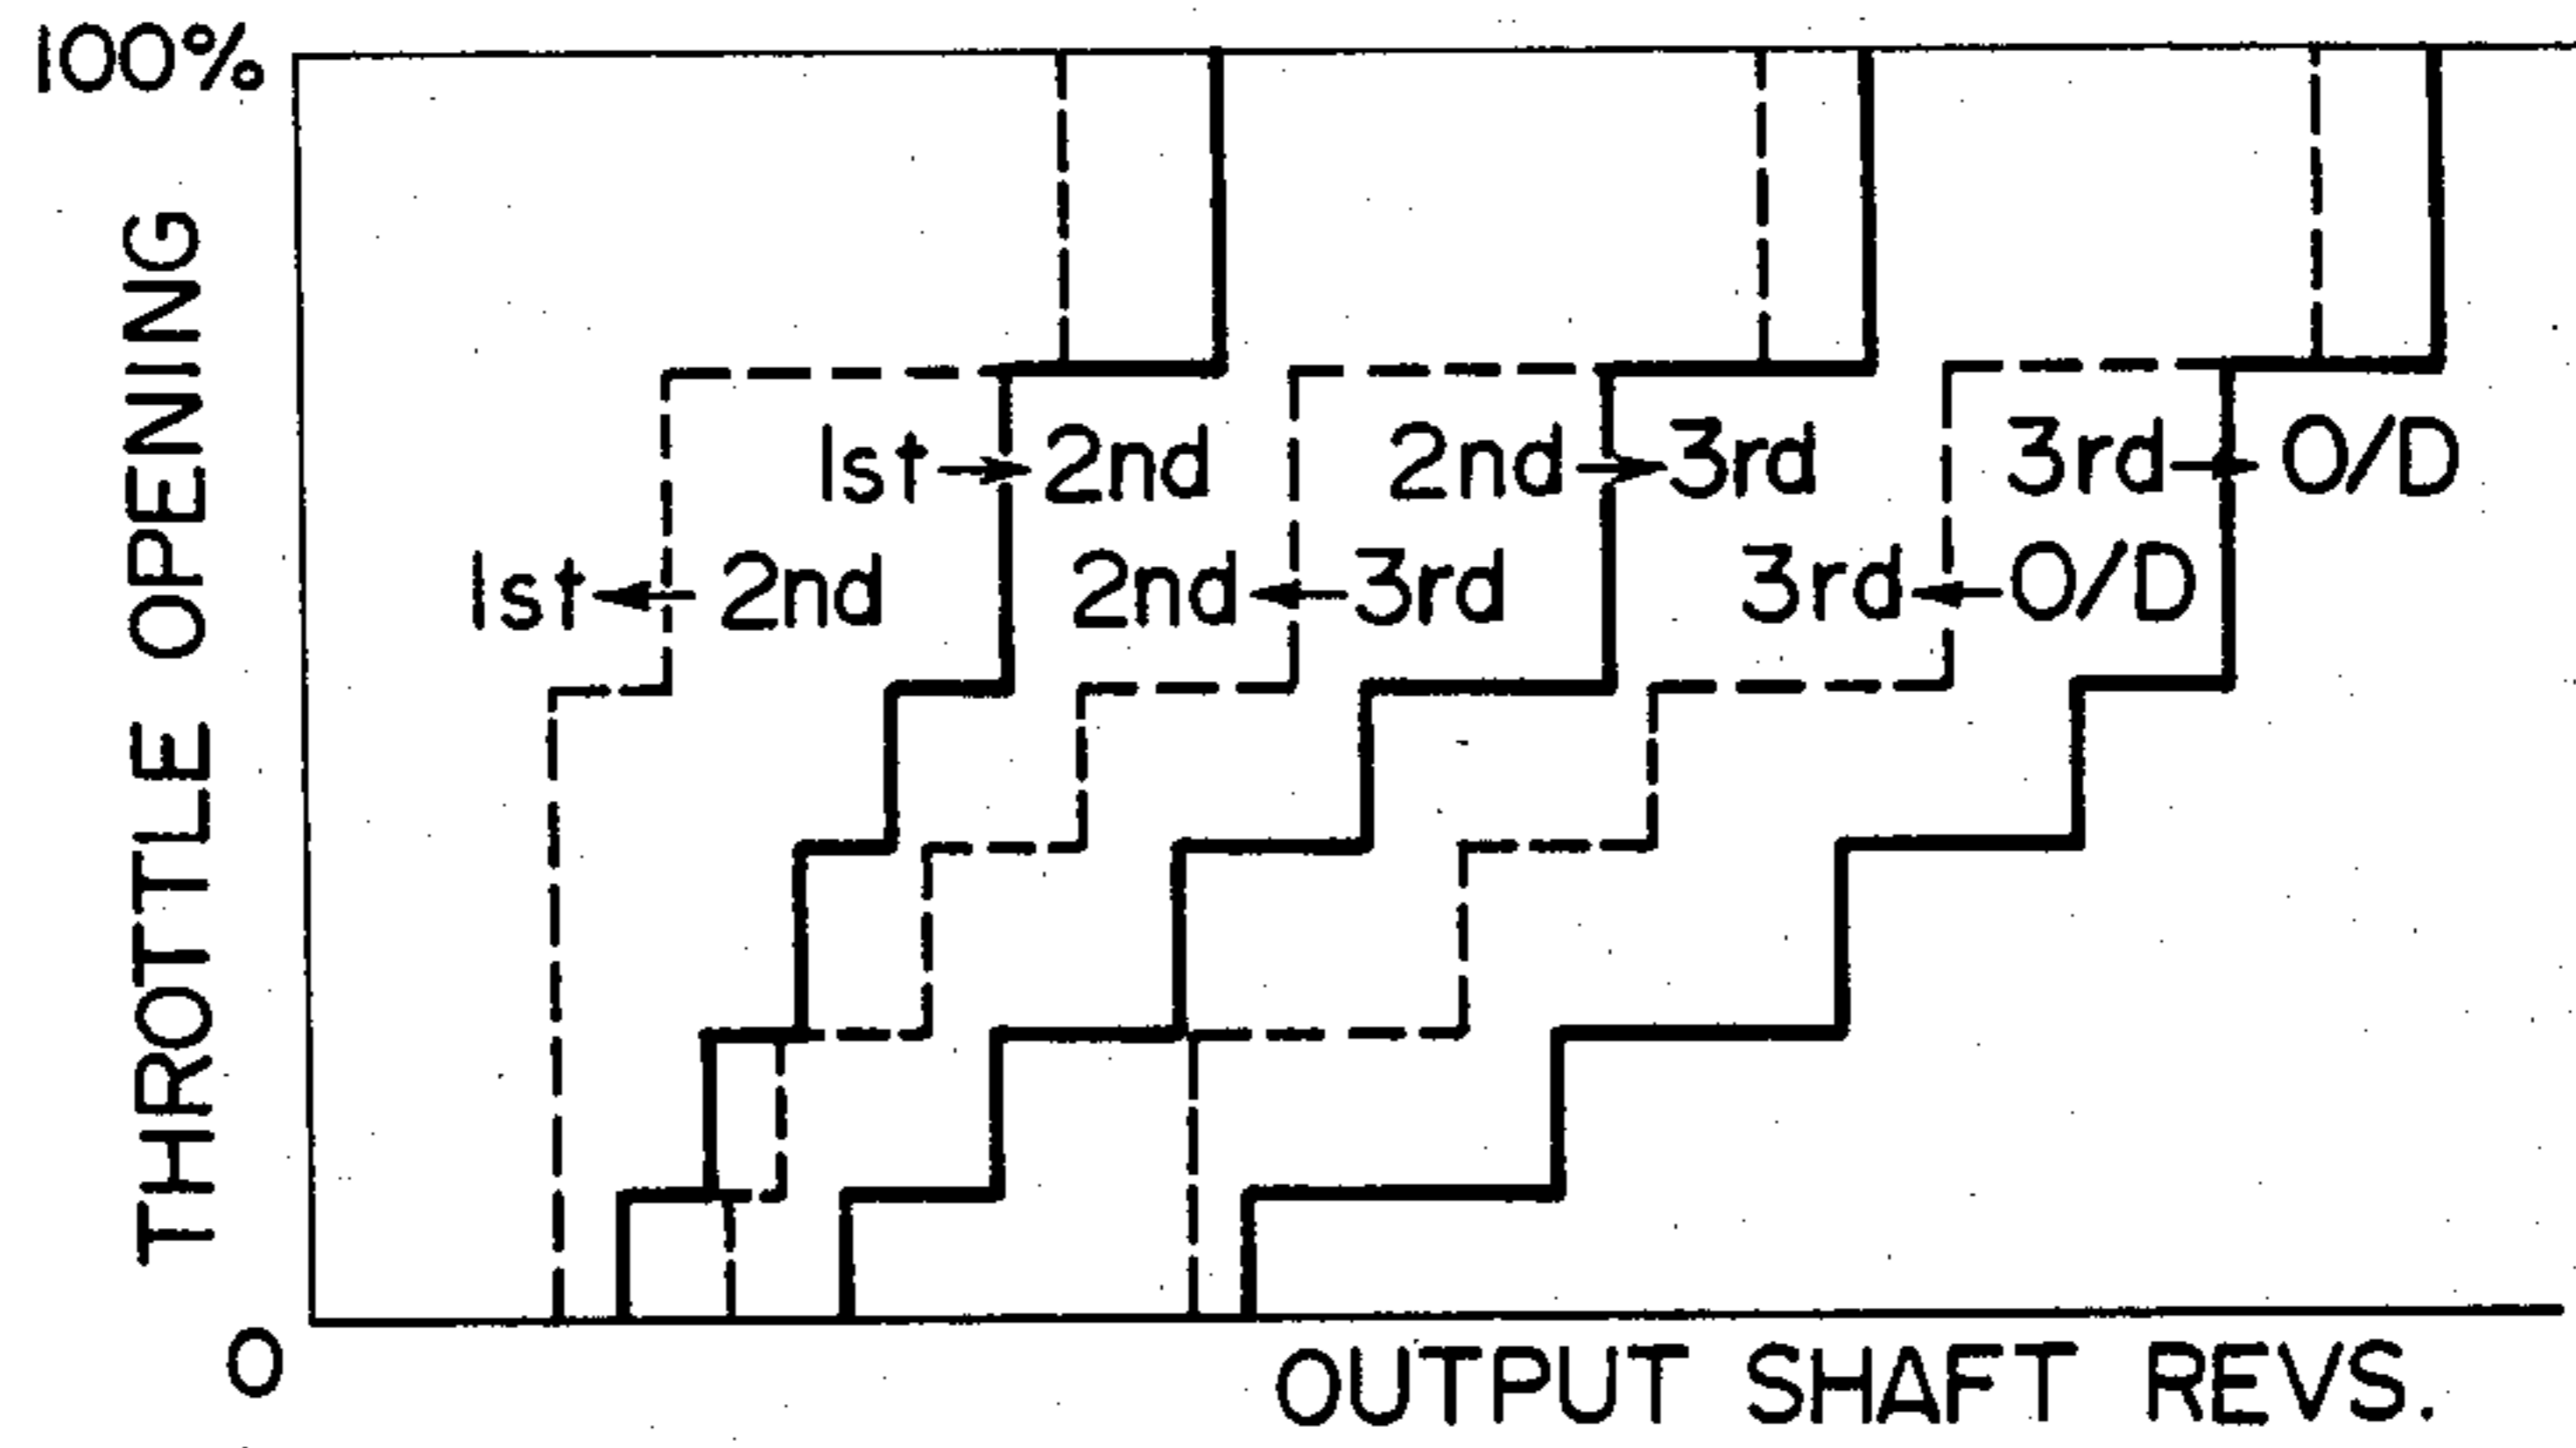 100%
THROTTLE OPENING
1st→2nd
2nd→3rd
3rd→O/D
1st←2nd
2nd←3rd
3rd←O/D
0
OUTPUT SHAFT REVS.